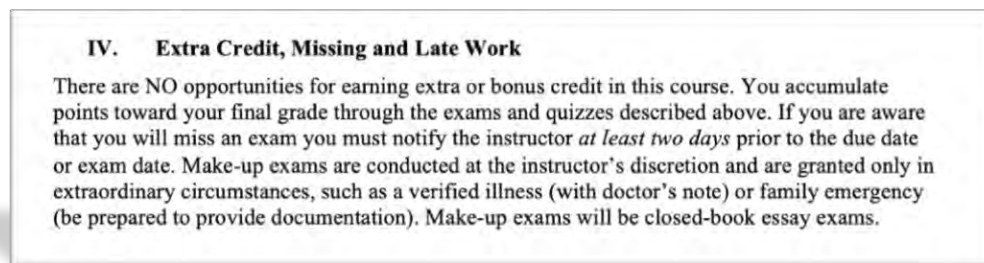 IV. Extra Credit, Missing and Late Work
There are NO opportunities for earning extra or bonus credit in this course. You accumulate
points toward your final grade through the exams and quizzes described above. If you are aware
that you will miss an exam you must notify the instructor at least two days prior to the due date
or exam date. Make-up exams are conducted at the instructor's discretion and are granted only in
extraordinary circumstances, such as a verified illness (with doctor's note) or family emergency
(be prepared to provide documentation). Make-up exams will be closed-book essay exams.